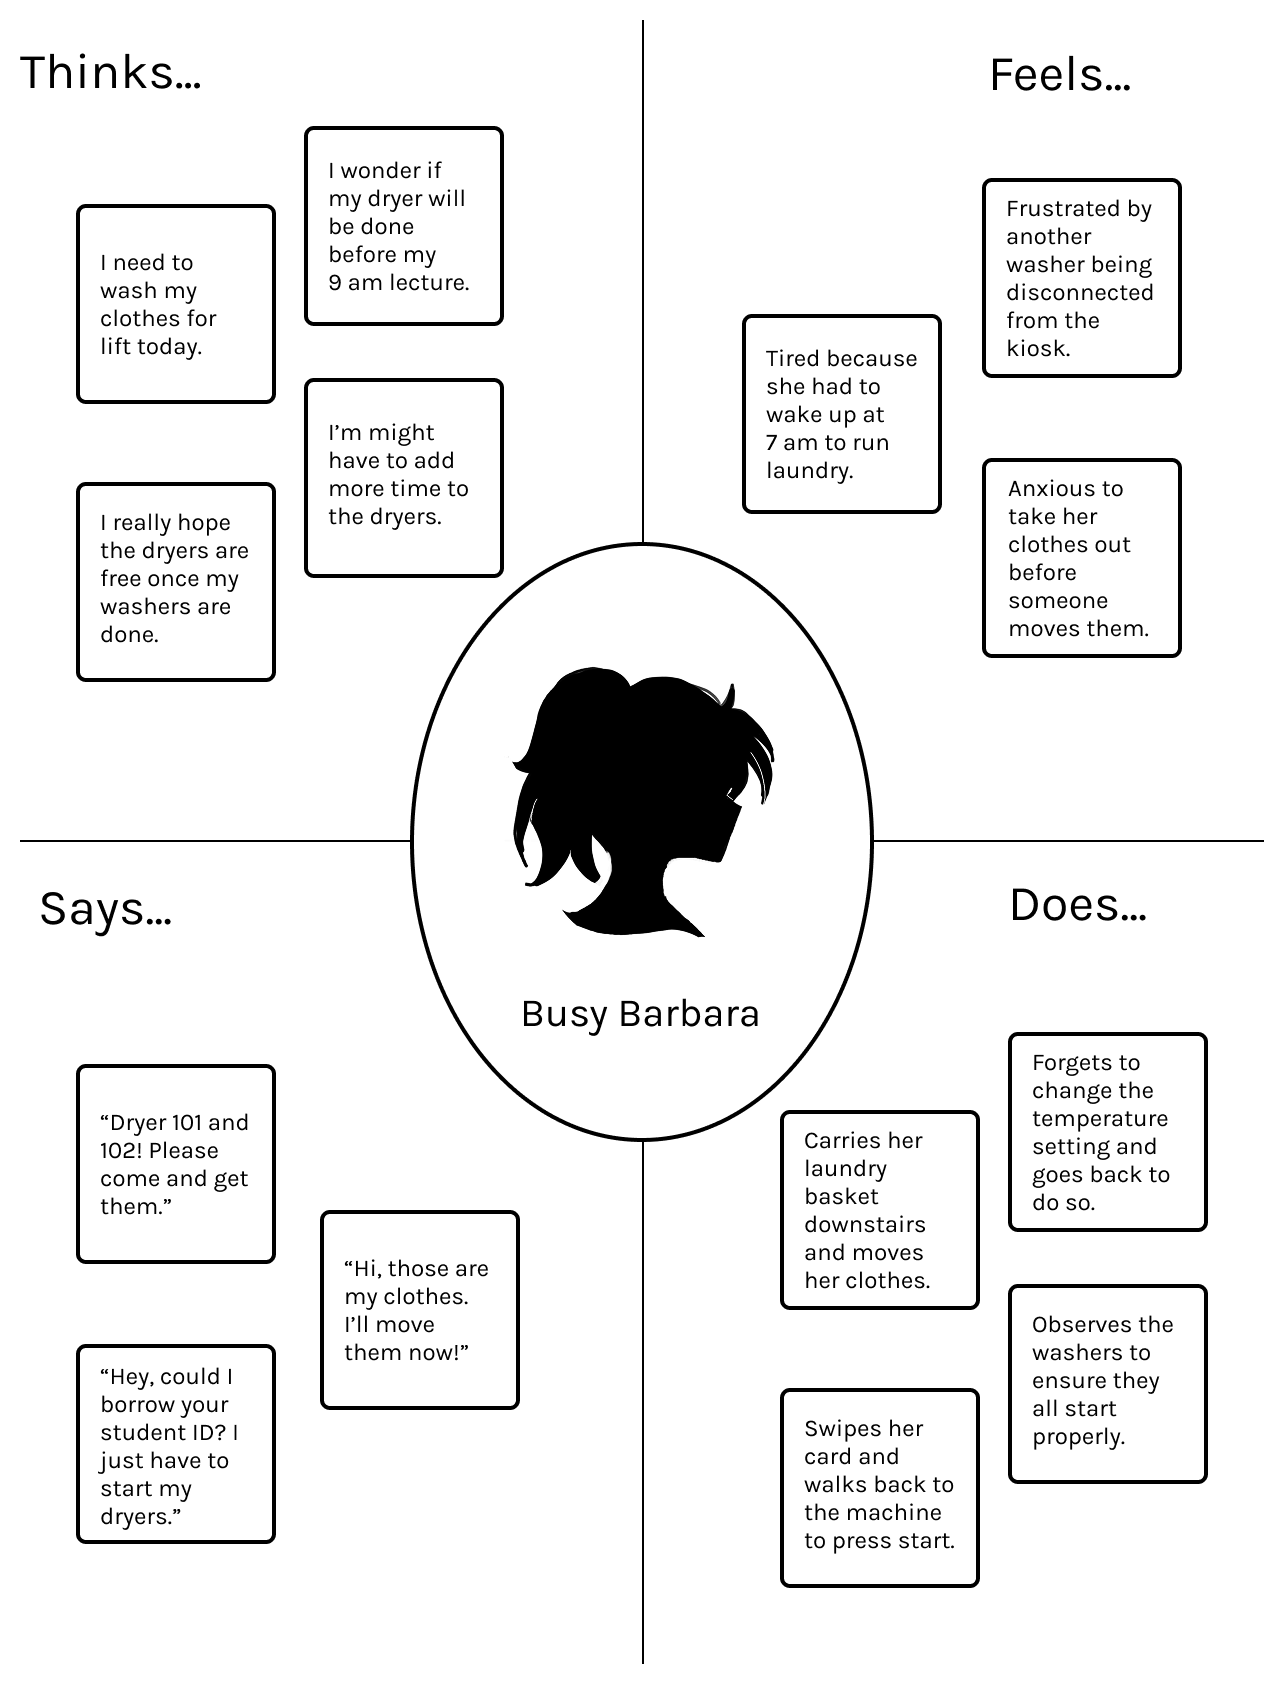 Thinks...
I wonder if
my dryer will
be done
before my
9 am lecture.
I need to
wash my
clothes for
lift today.
I'm might
have to add
more time to
the dryers.
I really hope
the dryers are
free once my
washers are
done.
Feels...
Frustrated by
another
washer being
disconnected
from the
kiosk.
Tired because
she had to
wake up at
7 am to run
laundry.
Anxious to
take her
clothes out
before
someone
moves them.
Busy Barbara
Says...
“Dryer 101 and
102! Please
come and get
them.”
“Hi, those are
my clothes.
I’ll move
them now!”
“Hey, could I
borrow your
student ID? I
just have to
start my
dryers.”
Does...
Forgets to
change the
temperature
setting and
goes back to
do so.
Carries her
laundry
basket
downstairs
and moves
her clothes.
Observes the
washers to
ensure they
all start
properly.
Swipes her
card and
walks back to
the machine
to press start.